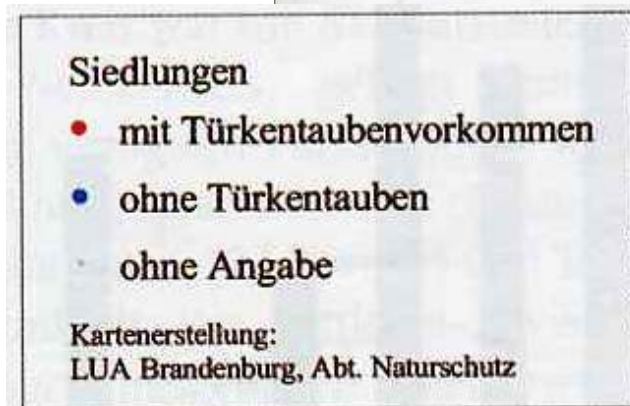 Siedlungen
mit Türkentaubenvorkommen
ohne Türkentauben
ohne Angabe
Kartenerstellung:
LUA Brandenburg, Abt. Naturschutz